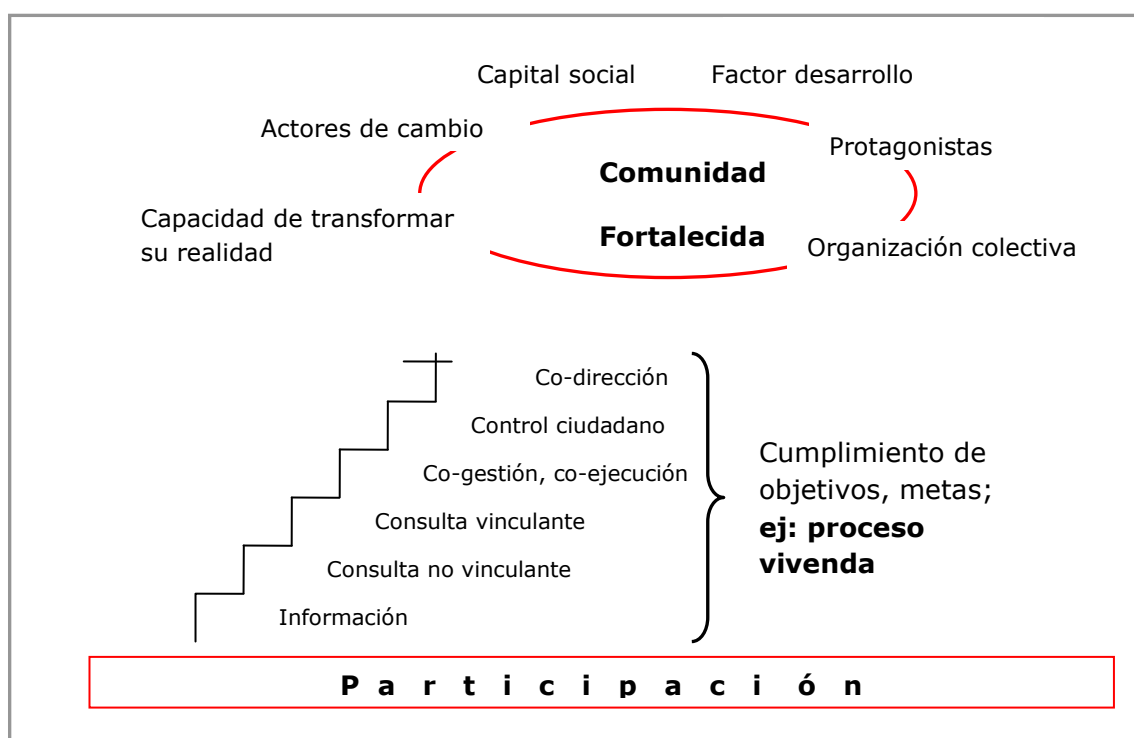 Capital social
Factor desarrollo
Actores de cambio
Protagonistas
Comunidad
Fortalecida
Capacidad de transformar
su realidad
Organización colectiva
Co-dirección
Control ciudadano
Co-gestión, co-ejecución
Consulta vinculante
Consulta no vinculante
Información
Cumplimiento de
objetivos, metas;
ej: proceso
vivenda
P a r t i c i p a c i ó n